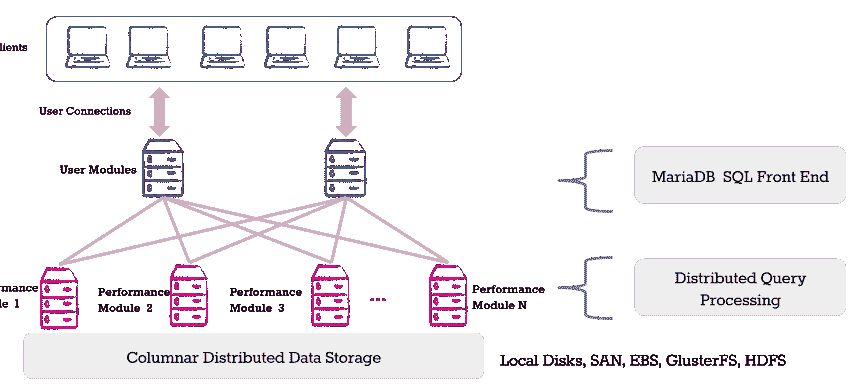 lients
User Connections
User Modules
MariaDB SQL Front End
rmance
le 1
Performance
Module 2
Performance
Module 3
...
Performance
Module N
Distributed Query
Processing
Columnar Distributed Data Storage
Local Disks, SAN, EBS, GlusterFS, HDFS